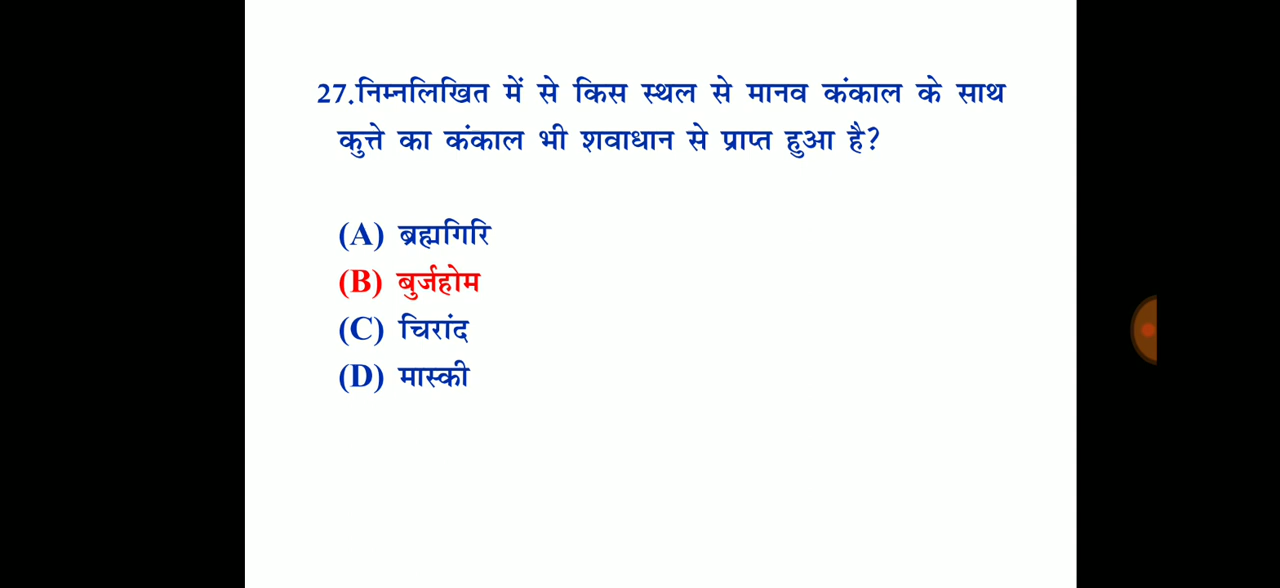 27.निम्नलिखित में से किस स्थल से मानव कंकाल के साथ
कुत्ते का कंकाल भी शवाधान से प्राप्त हुआ है?
(A) ब्रह्मगिरि
(B) बुर्जहोम
(C) चिरांद
(D) मास्की